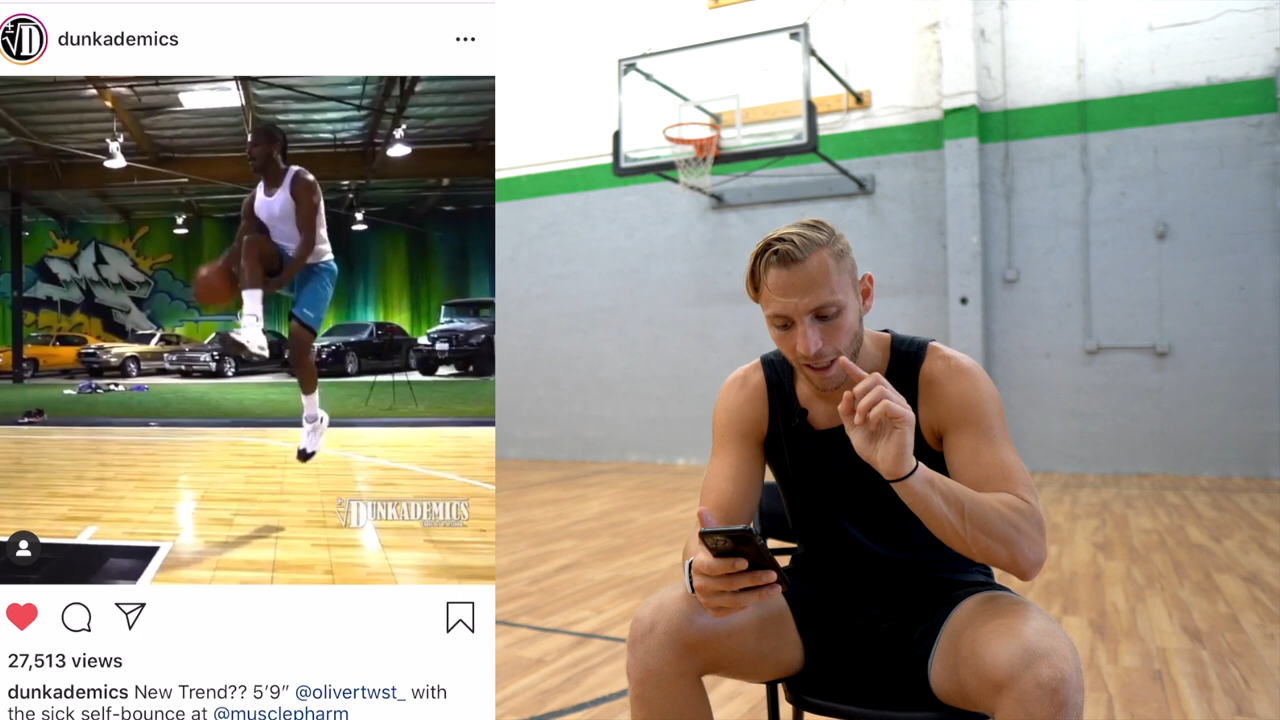 √D
dunkademics
√DUNKADEMICS
27,513 views
dunkademics New Trend?? 5’9” @olivertwst_ with
the sick self-bounce at @musclepharm